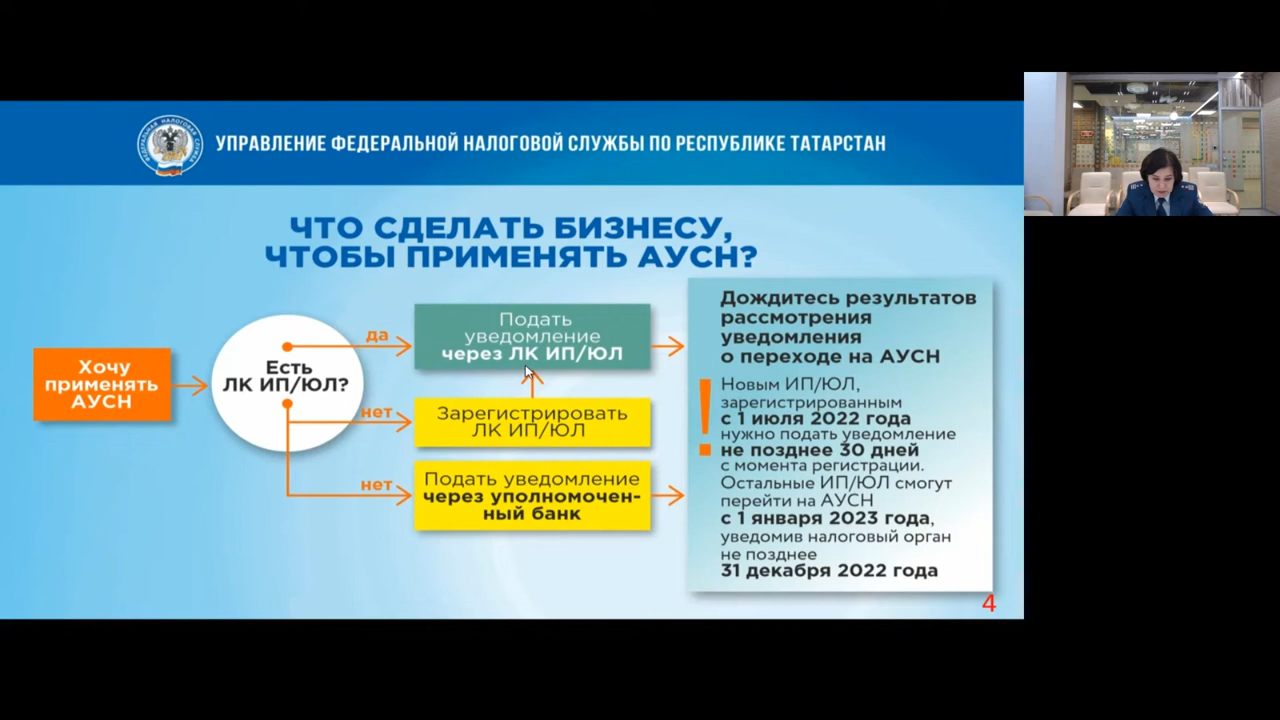 УПРАВЛЕНИЕ ФЕДЕРАЛЬНОЙ НАЛОГОВОЙ СЛУЖБЫ ПО РЕСПУБЛИКЕ ТАТАРСТАН
ЧТО СДЕЛАТЬ БИЗНЕСУ,
ЧТОБЫ ПРИМЕНЯТЬ АУСН?
Хочу
применять
АУСН
Есть
ЛК ИП/ЮЛ?
да
нет
нет
Подать
уведомление
через ЛК ИП/ЮЛ
Зарегистрировать
ЛК ИП/ЮЛ
Подать уведомление
через уполномочен-
ный банк
Дождитесь результатов
рассмотрения
уведомления
о переходе на АУСН
!
Новым ИП/ЮЛ,
зарегистрированным
с 1 июля 2022 года
нужно подать уведомление
не позднее 30 дней
с момента регистрации.
Остальные ИП/ЮЛ смогут
перейти на АУСН
с 1 января 2023 года,
уведомив налоговый орган
не позднее
31 декабря 2022 года
4